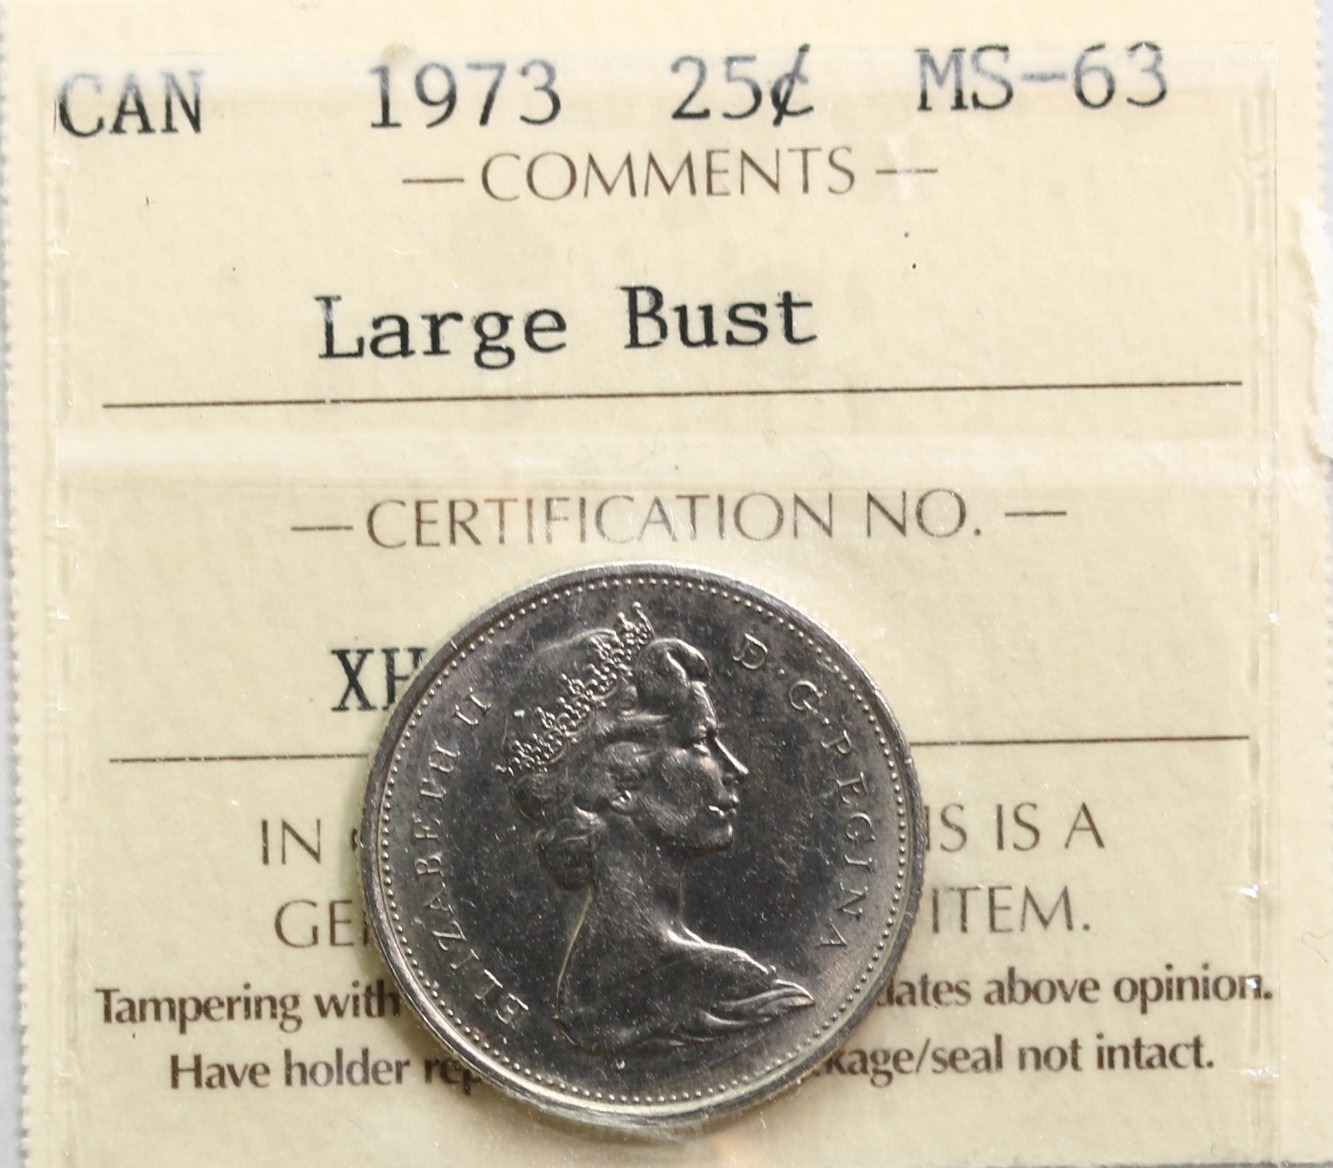 CAN 1973 25¢ MS-63
— COMMENTS —
Large Bust
— CERTIFICATION NO. —
XH
ELIZABETH II D·G·REGINA
IN IS IS A
GE ITEM.
Tampering with dates above opinion.
Have holder rep kage/seal not intact.